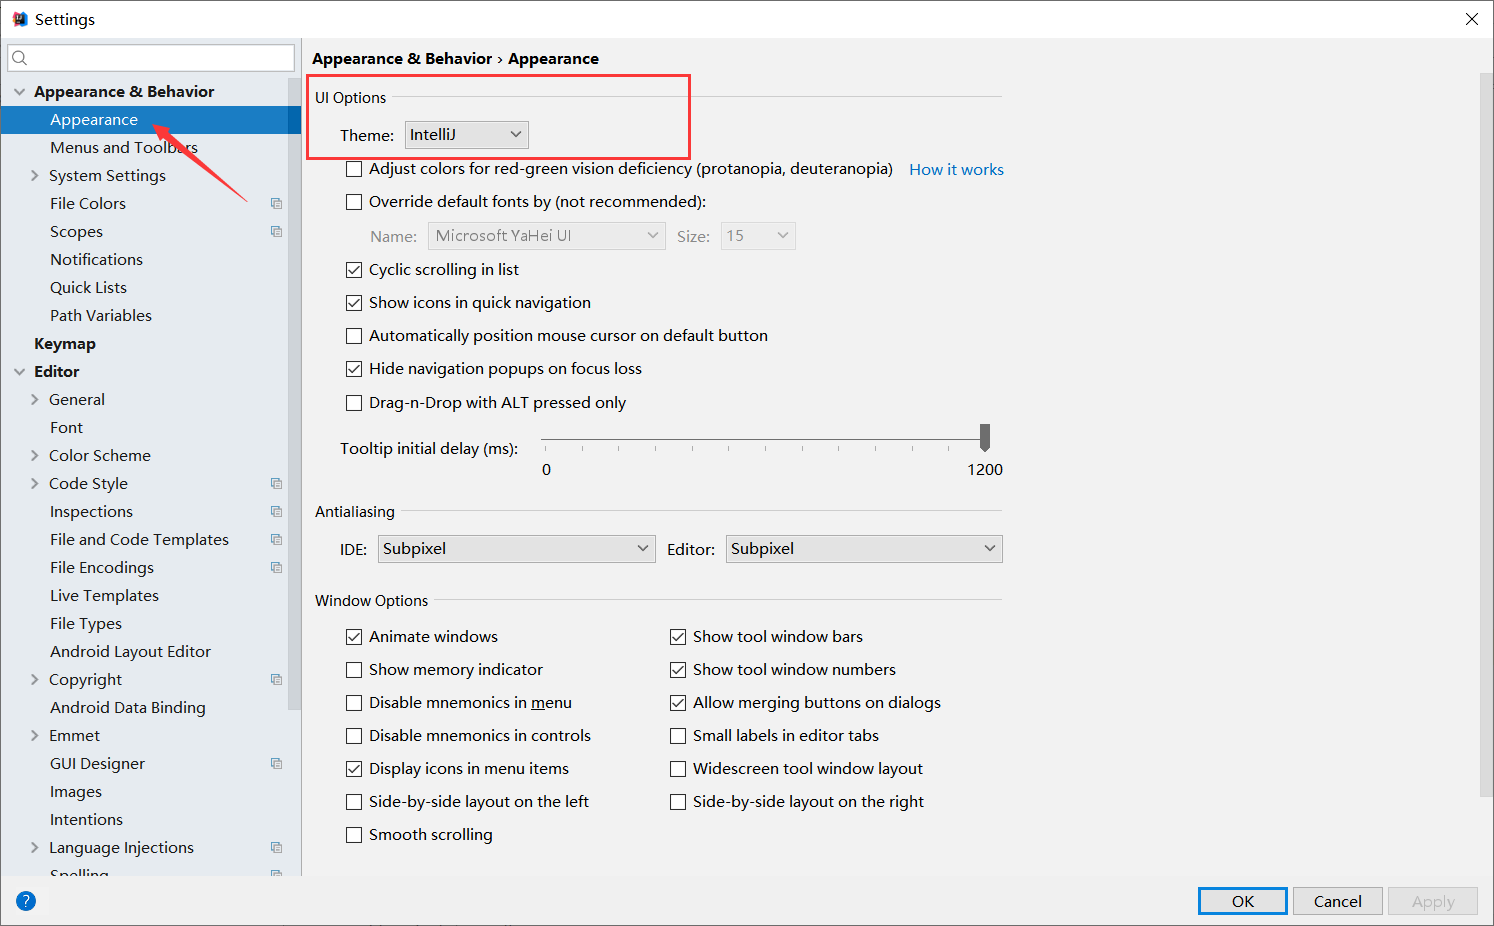 Settings
Appearance & Behavior
Appearance
Menus and Toolbars
System Settings
File Colors
Scopes
Notifications
Quick Lists
Path Variables
Keymap
Editor
General
Font
Color Scheme
Code Style
Inspections
File and Code Templates
File Encodings
Live Templates
File Types
Android Layout Editor
Copyright
Android Data Binding
Emmet
GUI Designer
Images
Intentions
Language Injections
Spelling
Appearance & Behavior › Appearance
UI Options
Theme: IntelliJ
Adjust colors for red-green vision deficiency (protanopia, deuteranopia) How it works
Override default fonts by (not recommended):
Name: Microsoft YaHei UI Size: 15
Cyclic scrolling in list
Show icons in quick navigation
Automatically position mouse cursor on default button
Hide navigation popups on focus loss
Drag-n-Drop with ALT pressed only
Tooltip initial delay (ms):
0 1200
Antialiasing
IDE: Subpixel Editor: Subpixel
Window Options
Animate windows Show tool window bars
Show memory indicator Show tool window numbers
Disable mnemonics in menu Allow merging buttons on dialogs
Disable mnemonics in controls Small labels in editor tabs
Display icons in menu items Widescreen tool window layout
Side-by-side layout on the left Side-by-side layout on the right
Smooth scrolling
? OK Cancel Apply